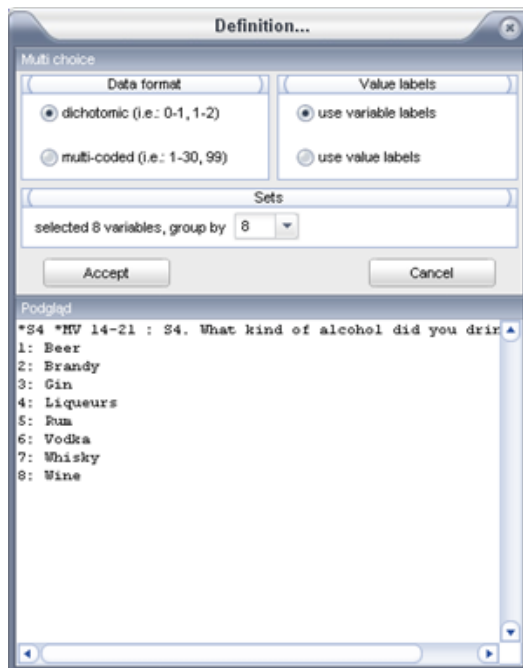 Definition...
Multi choice
Data format
Value labels
dichotomic (i.e.: 0-1, 1-2)
use variable labels
multi-coded (i.e.: 1-30, 99)
use value labels
Sets
selected 8 variables, group by 8
Accept
Cancel
Podgląd
*S4 *MV 14-21 : S4. What kind of alcohol did you drin
1: Beer
2: Brandy
3: Gin
4: Liqueurs
5: Rum
6: Vodka
7: Whisky
8: Wine